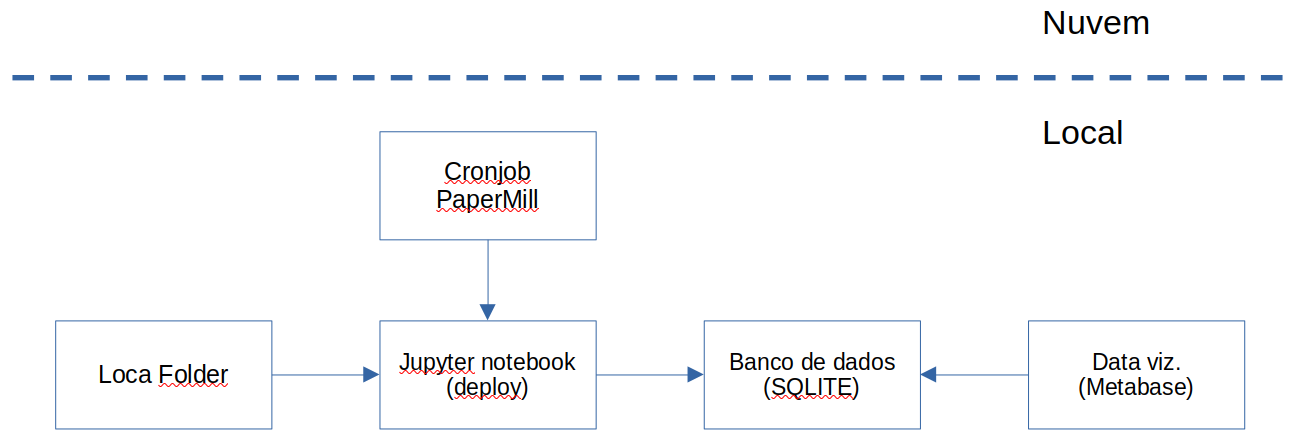 Nuvem
Local
Cronjob
PaperMill
Loca Folder
Jupyter notebook
(deploy)
Banco de dados
(SQLITE)
Data viz.
(Metabase)